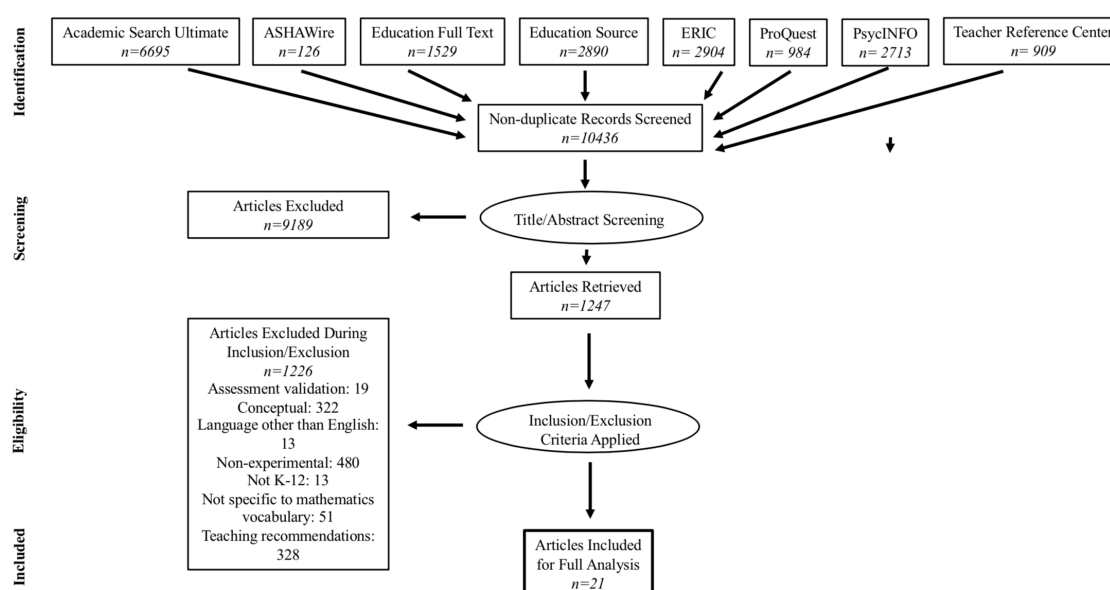 Identification
Academic Search Ultimate
n=6695
ASHAWire
n=126
Education Full Text
n=1529
Education Source
n=2890
ERIC
n= 2904
ProQuest
n= 984
PsycINFO
n= 2713
Teacher Reference Center
n= 909
Non-duplicate Records Screened
n=10436
Screening
Articles Excluded
n=9189
Title/Abstract Screening
Articles Retrieved
n=1247
Eligibility
Articles Excluded During
Inclusion/Exclusion
n=1226
Assessment validation: 19
Conceptual: 322
Language other than English:
13
Non-experimental: 480
Not K-12: 13
Not specific to mathematics
vocabulary: 51
Teaching recommendations:
328
Inclusion/Exclusion
Criteria Applied
Included
Articles Included
for Full Analysis
n=21